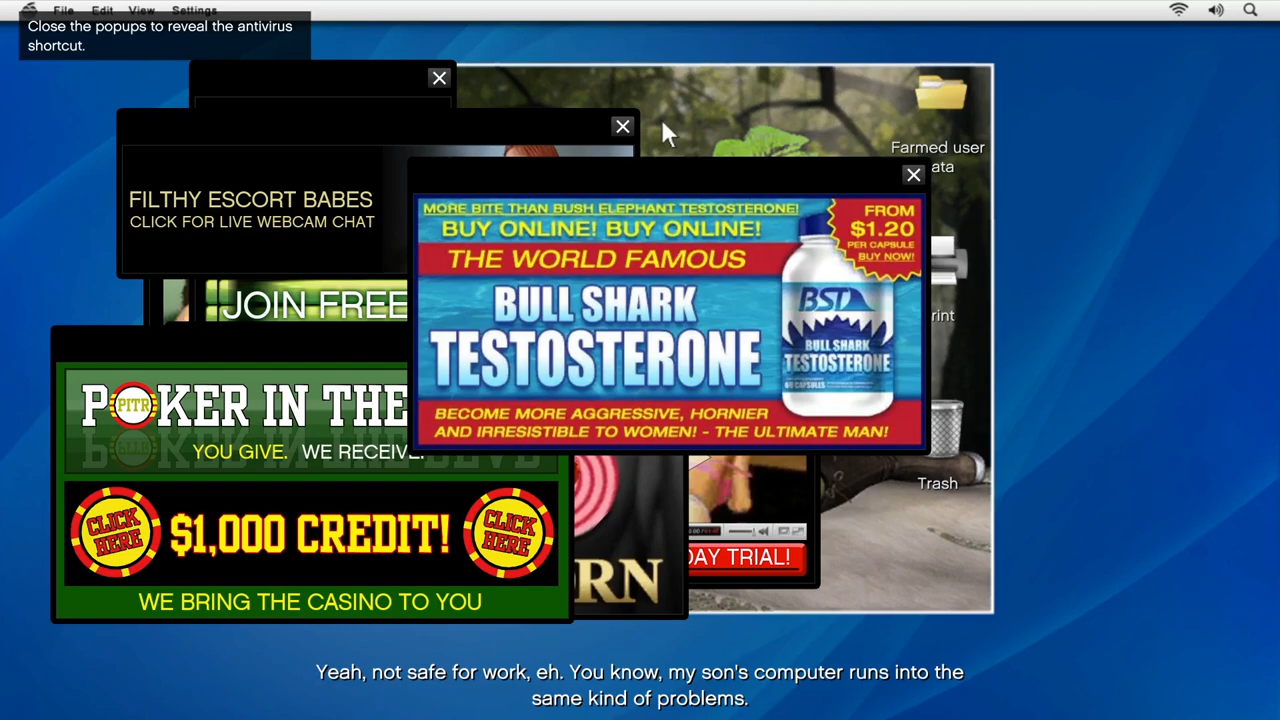 File Edit View Settings
Close the popups to reveal the antivirus
shortcut.
Farmed user
ata
FILTHY ESCORT BABES
CLICK FOR LIVE WEBCAM CHAT
MORE BITE THAN BUSH ELEPHANT TESTOSTERONE!
BUY ONLINE! BUY ONLINE!
THE WORLD FAMOUS
BULL SHARK
TESTOSTERONE
BECOME MORE AGGRESSIVE, HORNIER
AND IRRESISTIBLE TO WOMEN! - THE ULTIMATE MAN!
FROM
$1.20
PER CAPSULE
BUY NOW!
BST
BULL SHARK
TESTOSTERONE
60 CAPSULES
rint
JOIN FREE
POKER IN THE
PITR
YOU GIVE. WE RECEIVE.
CLICK
HERE
$1,000 CREDIT!
CLICK
HERE
WE BRING THE CASINO TO YOU
RN
DAY TRIAL!
Trash
Yeah, not safe for work, eh. You know, my son's computer runs into the
same kind of problems.